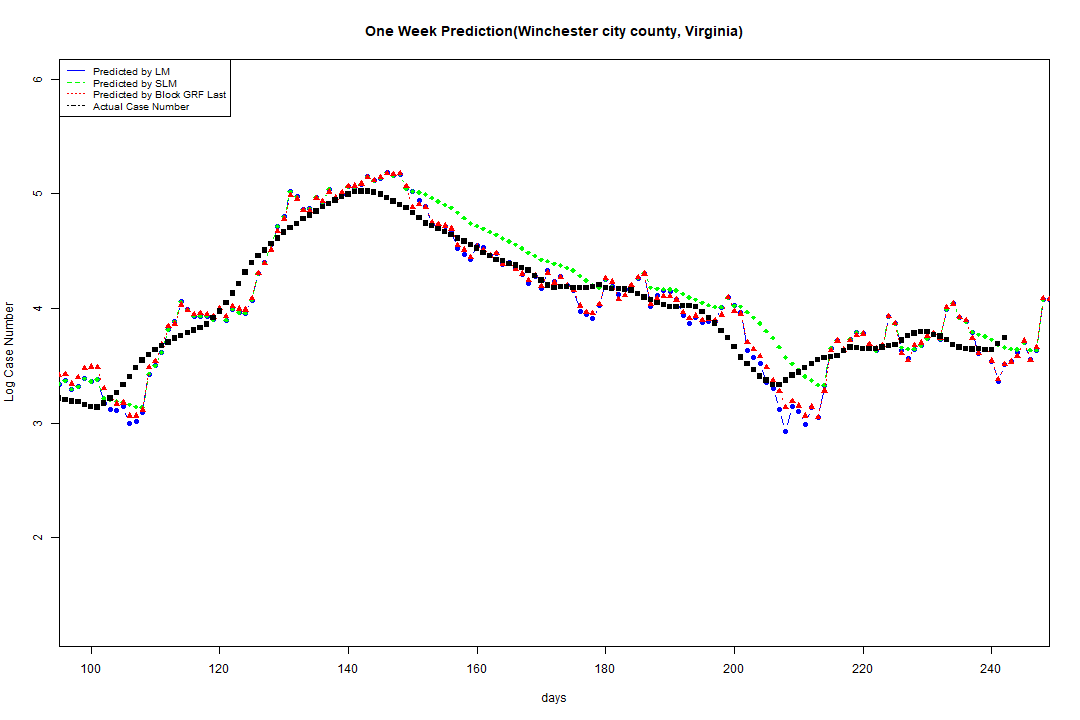 One Week Prediction(Winchester city county, Virginia)
Predicted by LM
Predicted by SLM
Predicted by Block GRF Last
Actual Case Number
6
5
4
3
2
Log Case Number
100 120 140 160 180 200 220 240
days